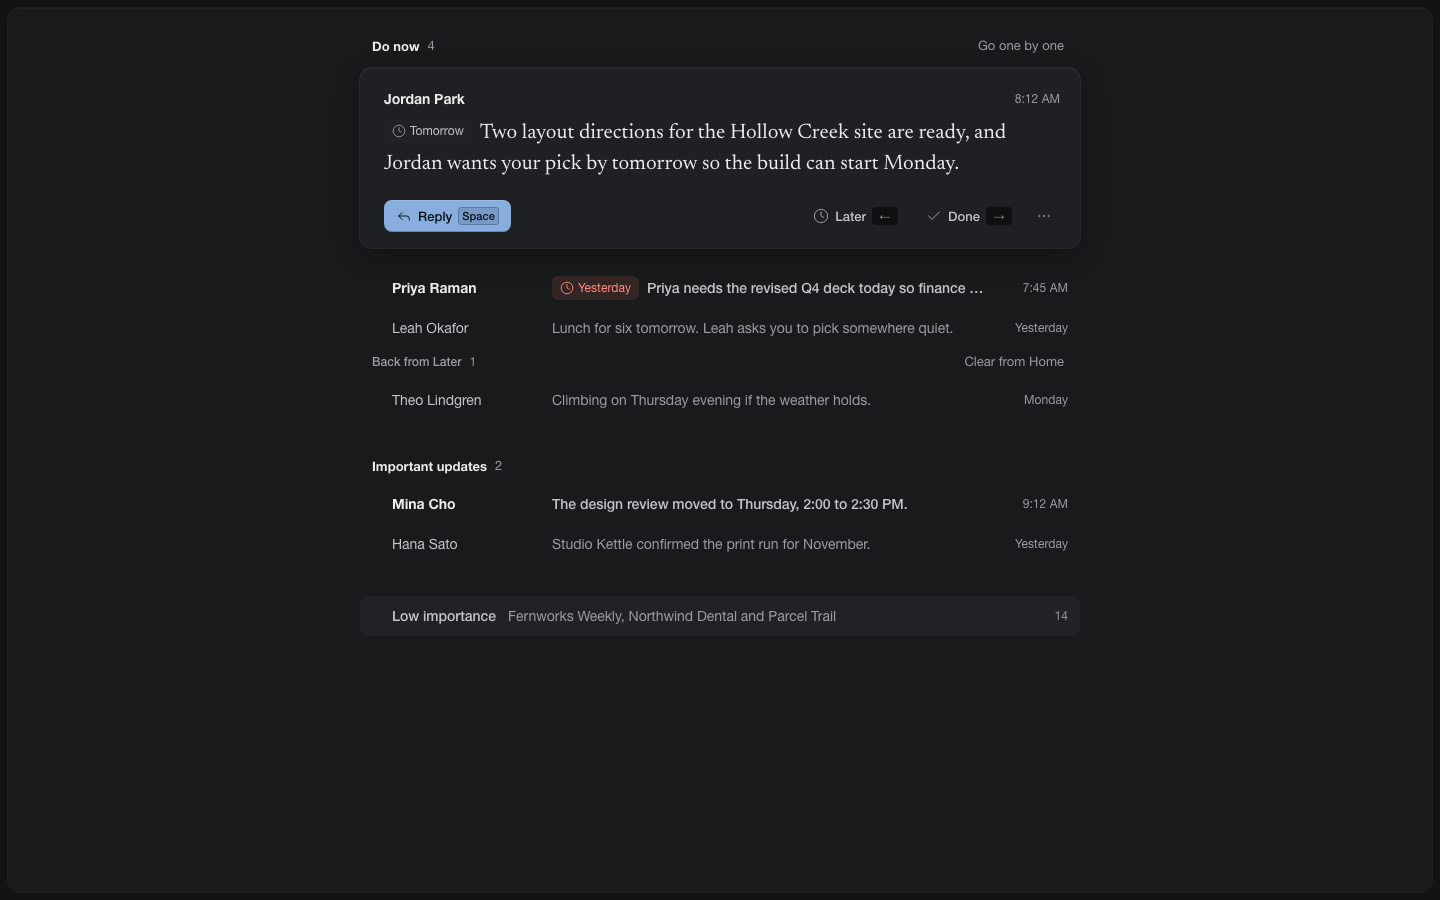 Do now 4 Go one by one
Jordan Park 8:12 AM
Tomorrow Two layout directions for the Hollow Creek site are ready, and
Jordan wants your pick by tomorrow so the build can start Monday.
Reply Space Later ← Done → ···
Priya Raman Yesterday Priya needs the revised Q4 deck today so finance … 7:45 AM
Leah Okafor Lunch for six tomorrow. Leah asks you to pick somewhere quiet. Yesterday
Back from Later 1 Clear from Home
Theo Lindgren Climbing on Thursday evening if the weather holds. Monday
Important updates 2
Mina Cho The design review moved to Thursday, 2:00 to 2:30 PM. 9:12 AM
Hana Sato Studio Kettle confirmed the print run for November. Yesterday
Low importance Fernworks Weekly, Northwind Dental and Parcel Trail 14